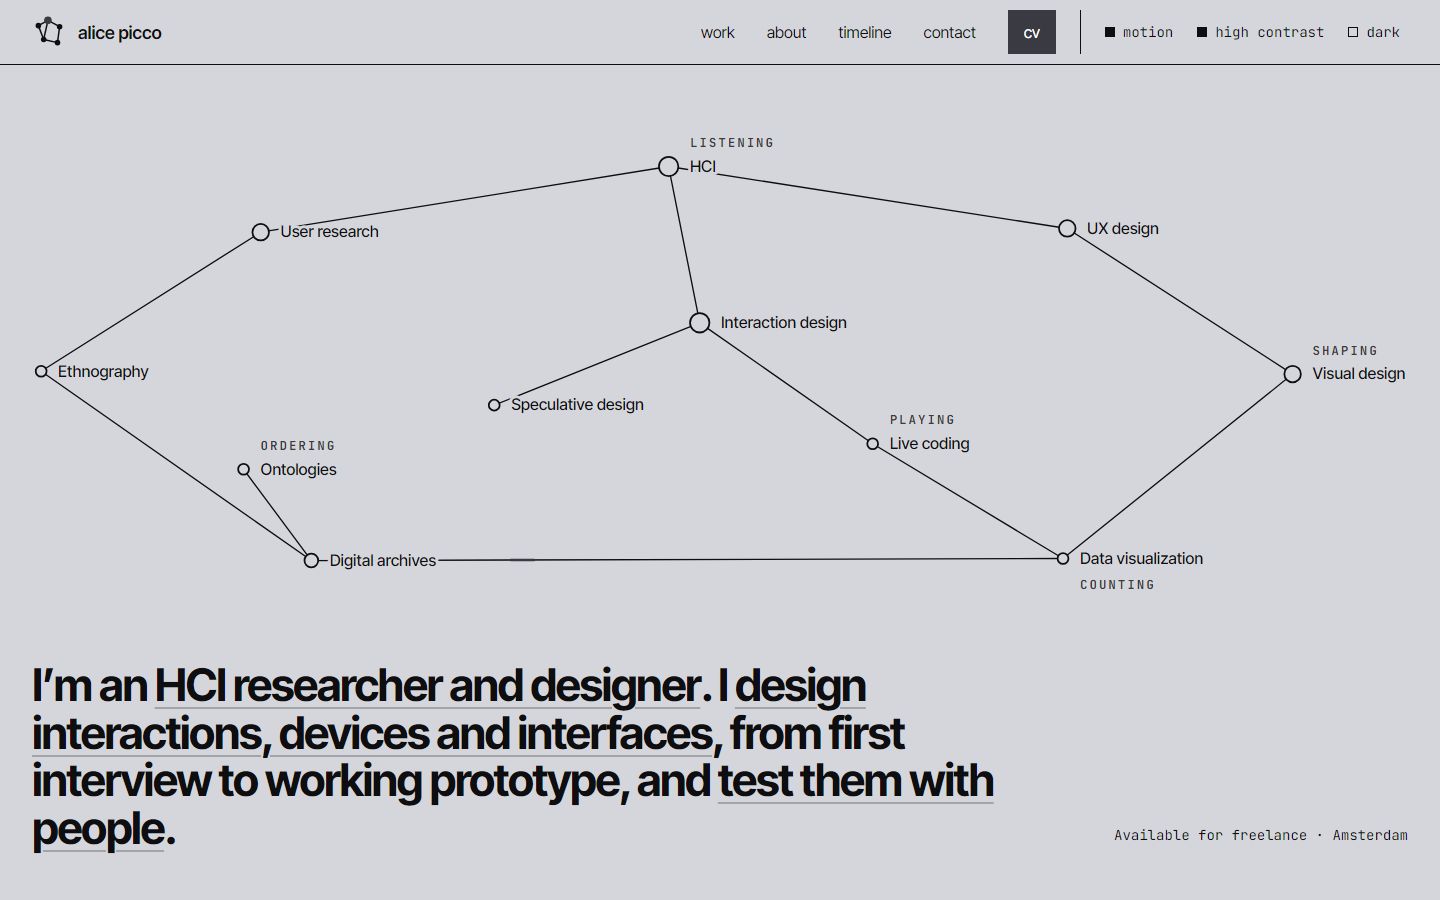 alice picco
work
about
timeline
contact
cv
motion
high contrast
dark
LISTENING
HCI
User research
UX design
Interaction design
SHAPING
Visual design
Ethnography
Speculative design
PLAYING
Live coding
ORDERING
Ontologies
Digital archives
Data visualization
COUNTING
I’m an HCI researcher and designer. I design
interactions, devices and interfaces, from first
interview to working prototype, and test them with
people.
Available for freelance · Amsterdam